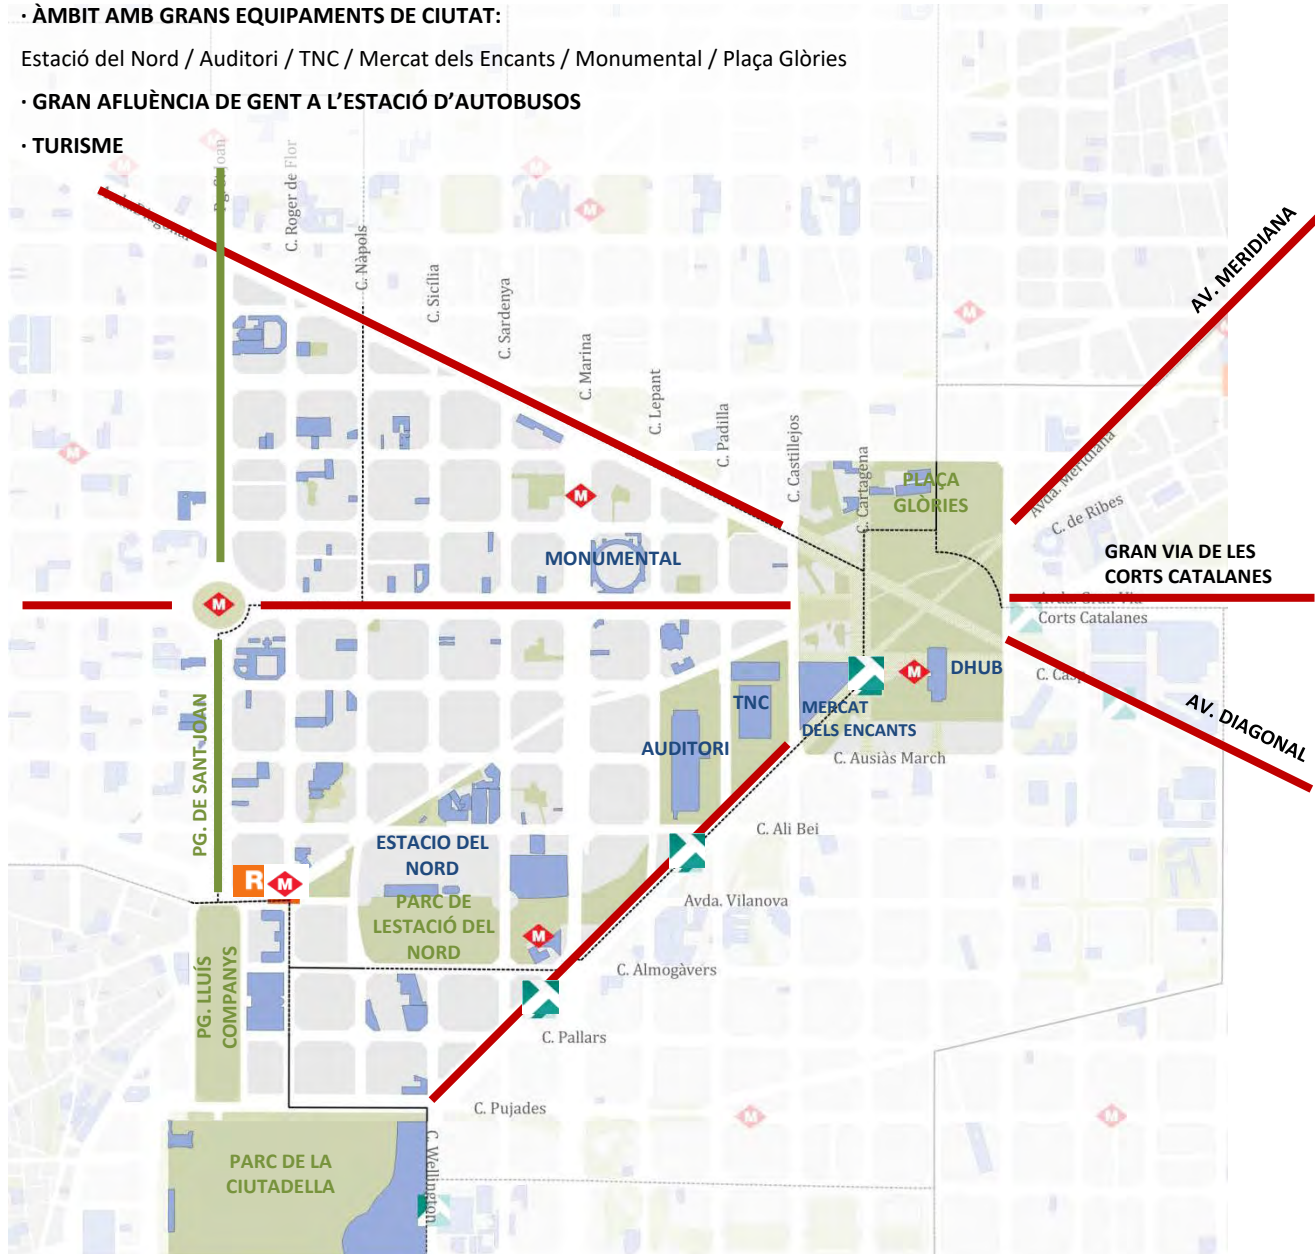 · ÀMBIT AMB GRANS EQUIPAMENTS DE CIUTAT:
Estació del Nord / Auditori / TNC / Mercat dels Encants / Monumental / Plaça Glòries
· GRAN AFLUÈNCIA DE GENT A L'ESTACIÓ D'AUTOBUSOS
· TURISME
C. Roger de Flor
C. Nàpols
C. Sicília
C. Sardenya
C. Marina
C. Lepant
C. Padilla
C. Castillejos
C. Cartagena
AV. MERIDIANA
Avda. Meridiana
C. de Ribes
PLAÇA
GLÒRIES
MONUMENTAL
GRAN VIA DE LES
CORTS CATALANES
Avda. Gran Via
Corts Catalanes
M
M
M
M
M
M
M
M
M
M
M
DHUB
TNC
MERCAT
DELS ENCANTS
AUDITORI
AV. DIAGONAL
C. Ausiàs March
C. Ali Bei
Avda. Vilanova
C. Almogàvers
C. Pallars
C. Pujades
C. Wellington
PG. DE SANT JOAN
ESTACIO DEL
NORD
R
PARC DE
LESTACIÓ DEL
NORD
PG. LLUÍS
COMPANYS
PARC DE LA
CIUTADELLA